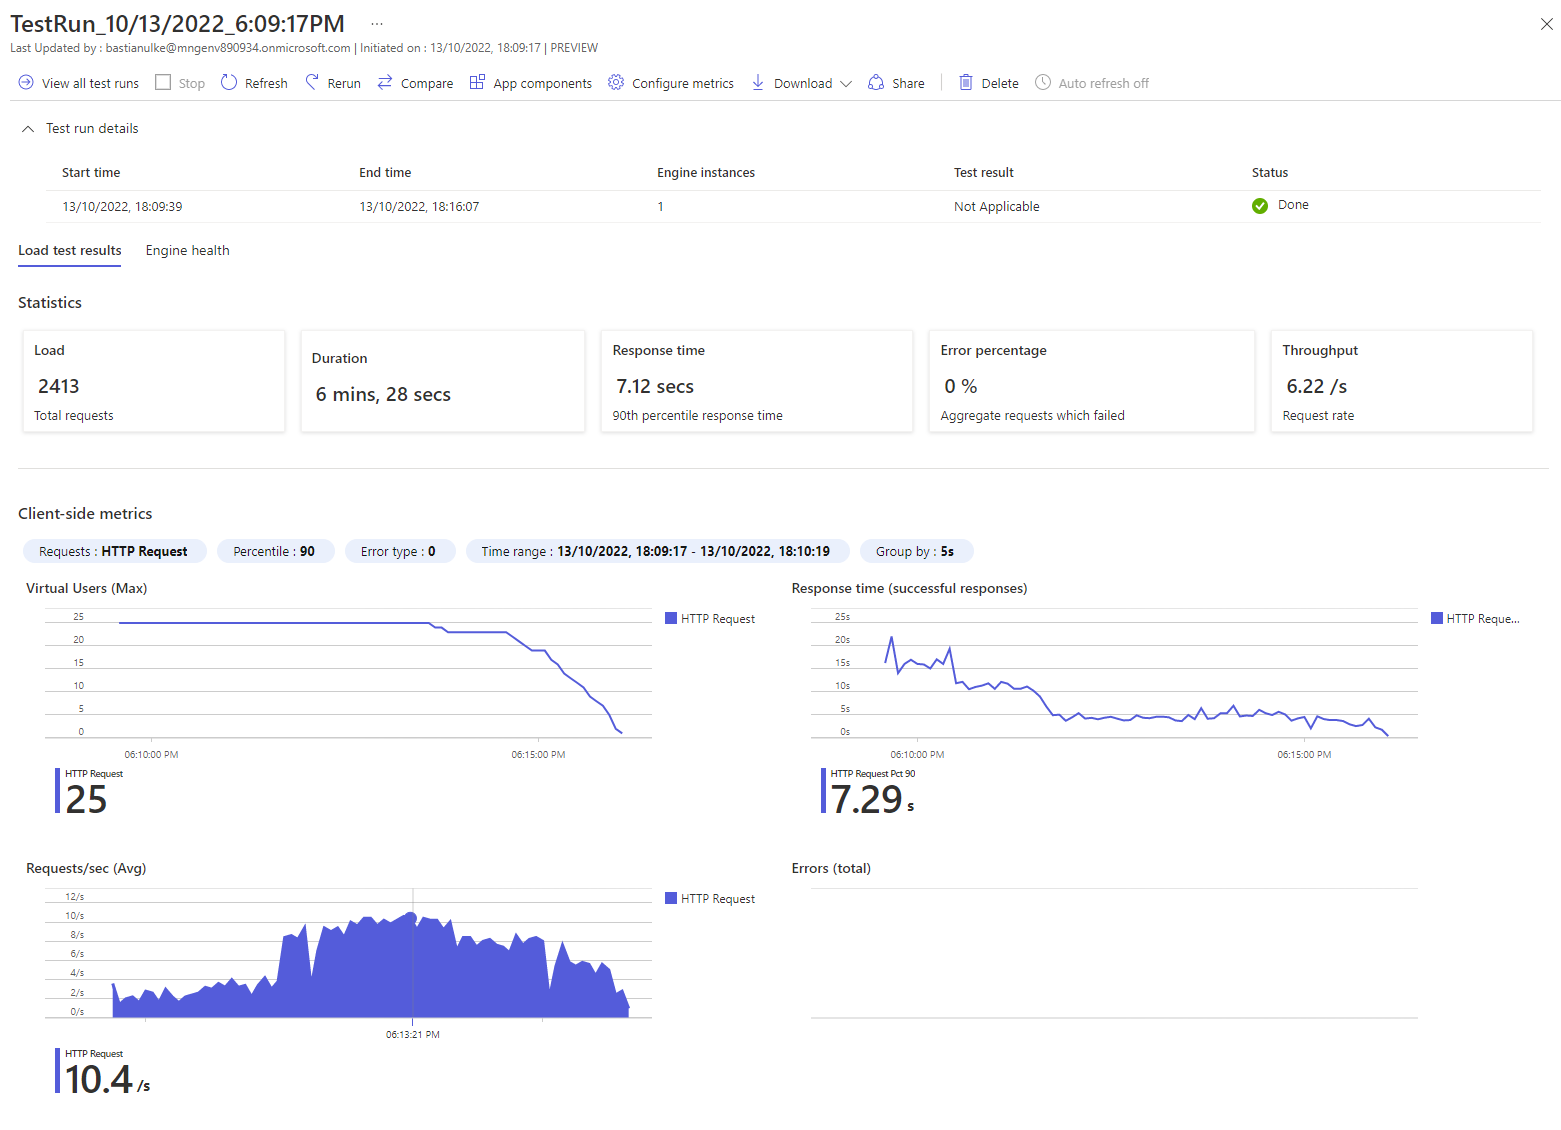 TestRun_10/13/2022_6:09:17PM ...
Last Updated by : bastianulke@mngenv890934.onmicrosoft.com | Initiated on : 13/10/2022, 18:09:17 | PREVIEW
View all test runs Stop Refresh Rerun Compare App components Configure metrics Download Share Delete Auto refresh off
Test run details
Start time End time Engine instances Test result Status
13/10/2022, 18:09:39 13/10/2022, 18:16:07 1 Not Applicable Done
Load test results Engine health
Statistics
Load
2413
Total requests
Duration
6 mins, 28 secs
Response time
7.12 secs
90th percentile response time
Error percentage
0 %
Aggregate requests which failed
Throughput
6.22 /s
Request rate
Client-side metrics
Requests : HTTP Request Percentile : 90 Error type : 0 Time range : 13/10/2022, 18:09:17 - 13/10/2022, 18:10:19 Group by : 5s
Virtual Users (Max)
25
20
15
10
5
0
06:10:00 PM 06:15:00 PM
HTTP Request
HTTP Request
25
Response time (successful responses)
25s
20s
15s
10s
5s
0s
06:10:00 PM 06:15:00 PM
HTTP Reque...
HTTP Request Pct 90
7.29 s
Requests/sec (Avg)
12/s
10/s
8/s
6/s
4/s
2/s
0/s
06:13:21 PM
HTTP Request
HTTP Request
10.4 /s
Errors (total)